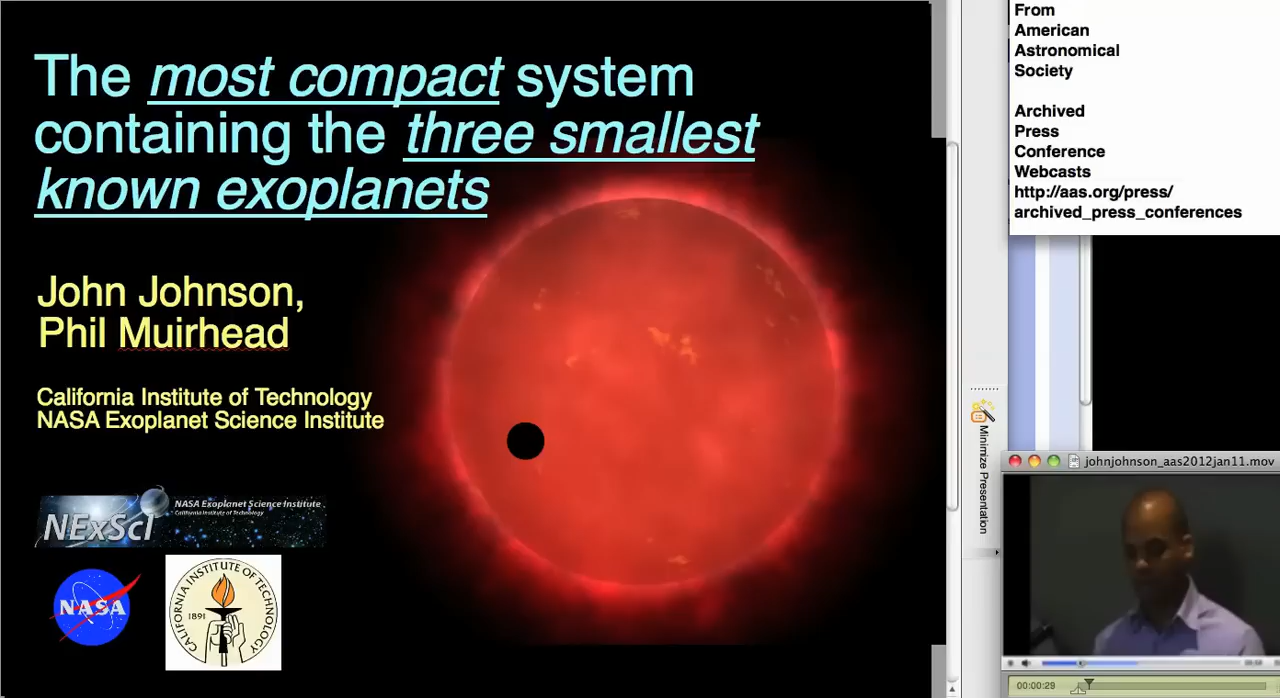 The most compact system
containing the three smallest
known exoplanets
John Johnson,
Phil Muirhead
California Institute of Technology
NASA Exoplanet Science Institute
NExScI
NASA Exoplanet Science Institute
California Institute of Technology
NASA
CALIFORNIA INSTITUTE OF TECHNOLOGY
1891
From
American
Astronomical
Society
Archived
Press
Conference
Webcasts
http://aas.org/press/
archived_press_conferences
Minimize Presentation
johnjohnson_aas2012jan11.mov
00:00:29